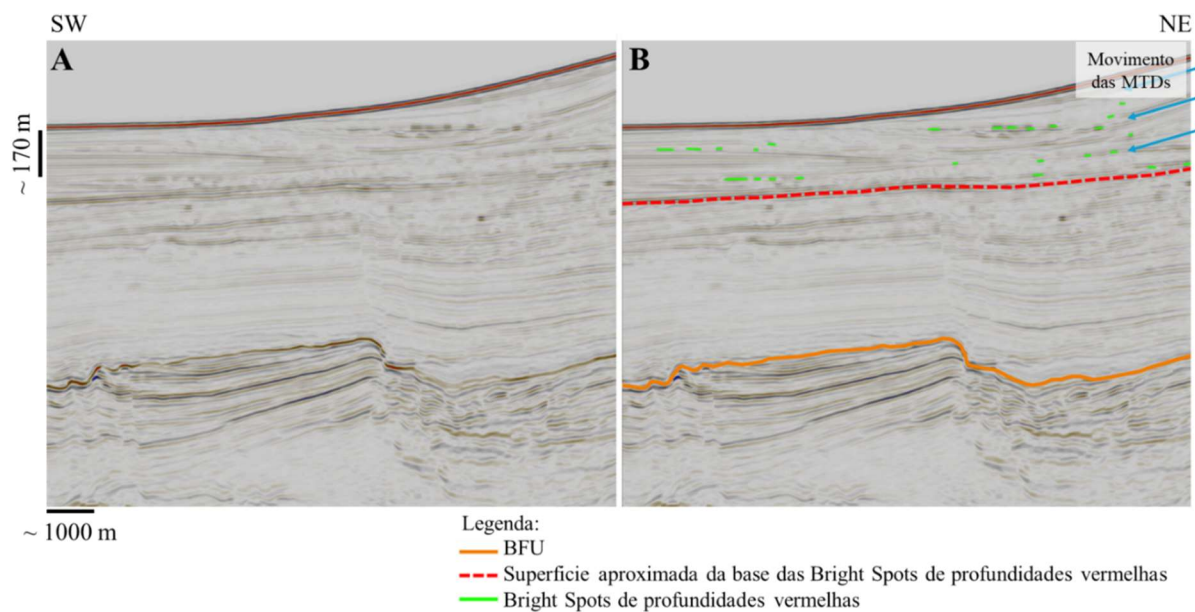 SW
NE
A
B
Movimento
das MTDs
~ 170 m
~ 1000 m
Legenda:
BFU
Superfície aproximada da base das Bright Spots de profundidades vermelhas
Bright Spots de profundidades vermelhas